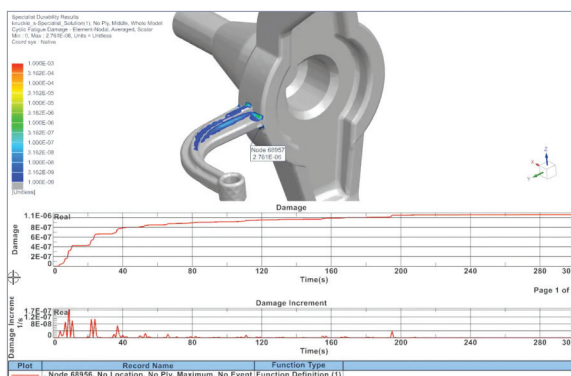 Specialist Durability Results
knuckle_s-Specialist_Solution(1), No Ply, Middle, Whole Model
Cyclic Fatigue Damage - Element-Nodal, Averaged, Scalar
Min : 0, Max : 2.761E-06, Units = Unitless
Coord sys : Native
1.000E-03
3.162E-04
1.000E-04
3.162E-05
1.000E-05
3.162E-06
1.000E-06
3.162E-07
1.000E-07
3.162E-08
1.000E-08
3.162E-09
1.000E-09
[Unitless]
Node 68957
2.761E-06
Z
X
Y
Damage
1.1E-06
8E-07
6E-07
4E-07
2E-07
0
Real
Damage
0 40 80 120 160 200 240 280
Time(s)
Page 1 of
Damage Increment
1.7E-07
1.2E-07
8E-08
0
Real
Damage Increme
1/s
0 40 80 120 160 200 240 280
Time(s)
Plot Record Name Function Type
Node 68956, No Location, No Ply, Maximum, No Event Function Definition (1)